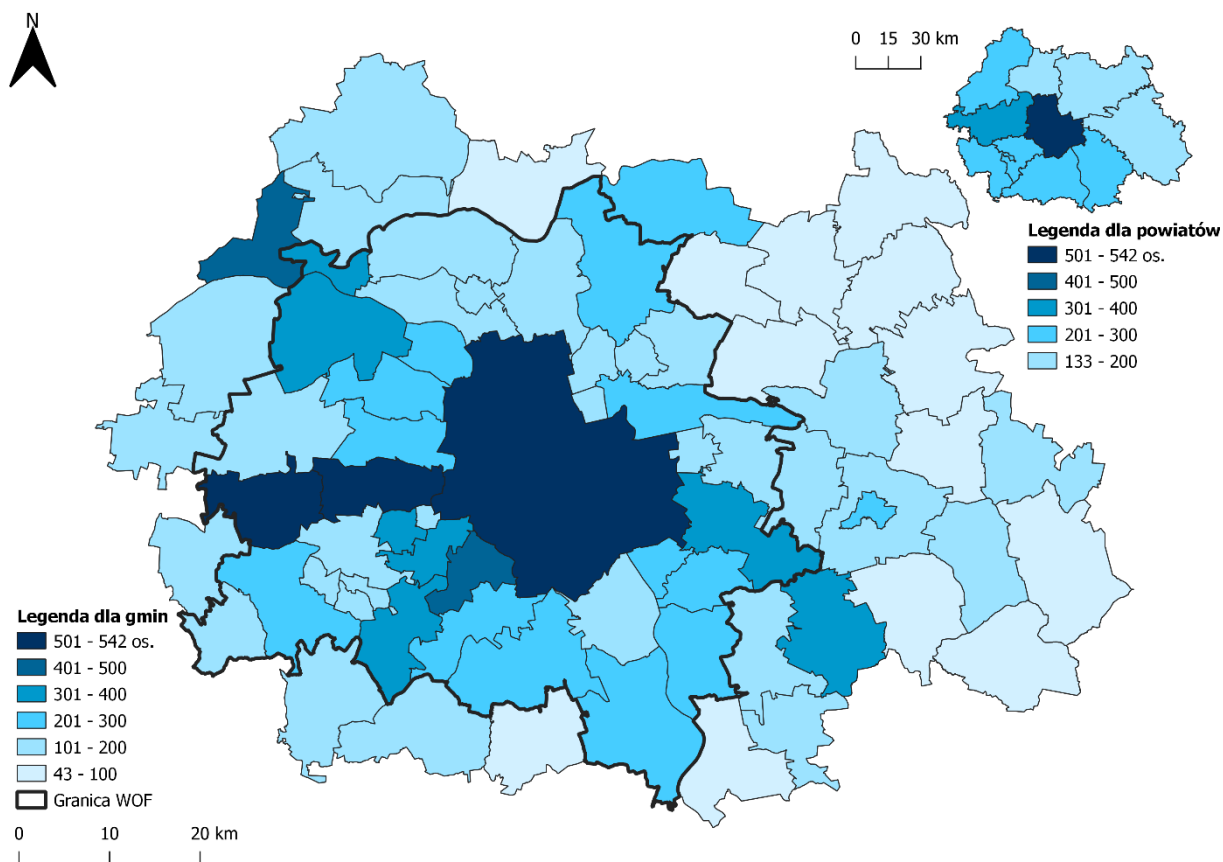 N
0 15 30 km
Legenda dla powiatów
501 - 542 os.
401 - 500
301 - 400
201 - 300
133 - 200
Legenda dla gmin
501 - 542 os.
401 - 500
301 - 400
201 - 300
101 - 200
43 - 100
Granica WOF
0 10 20 km